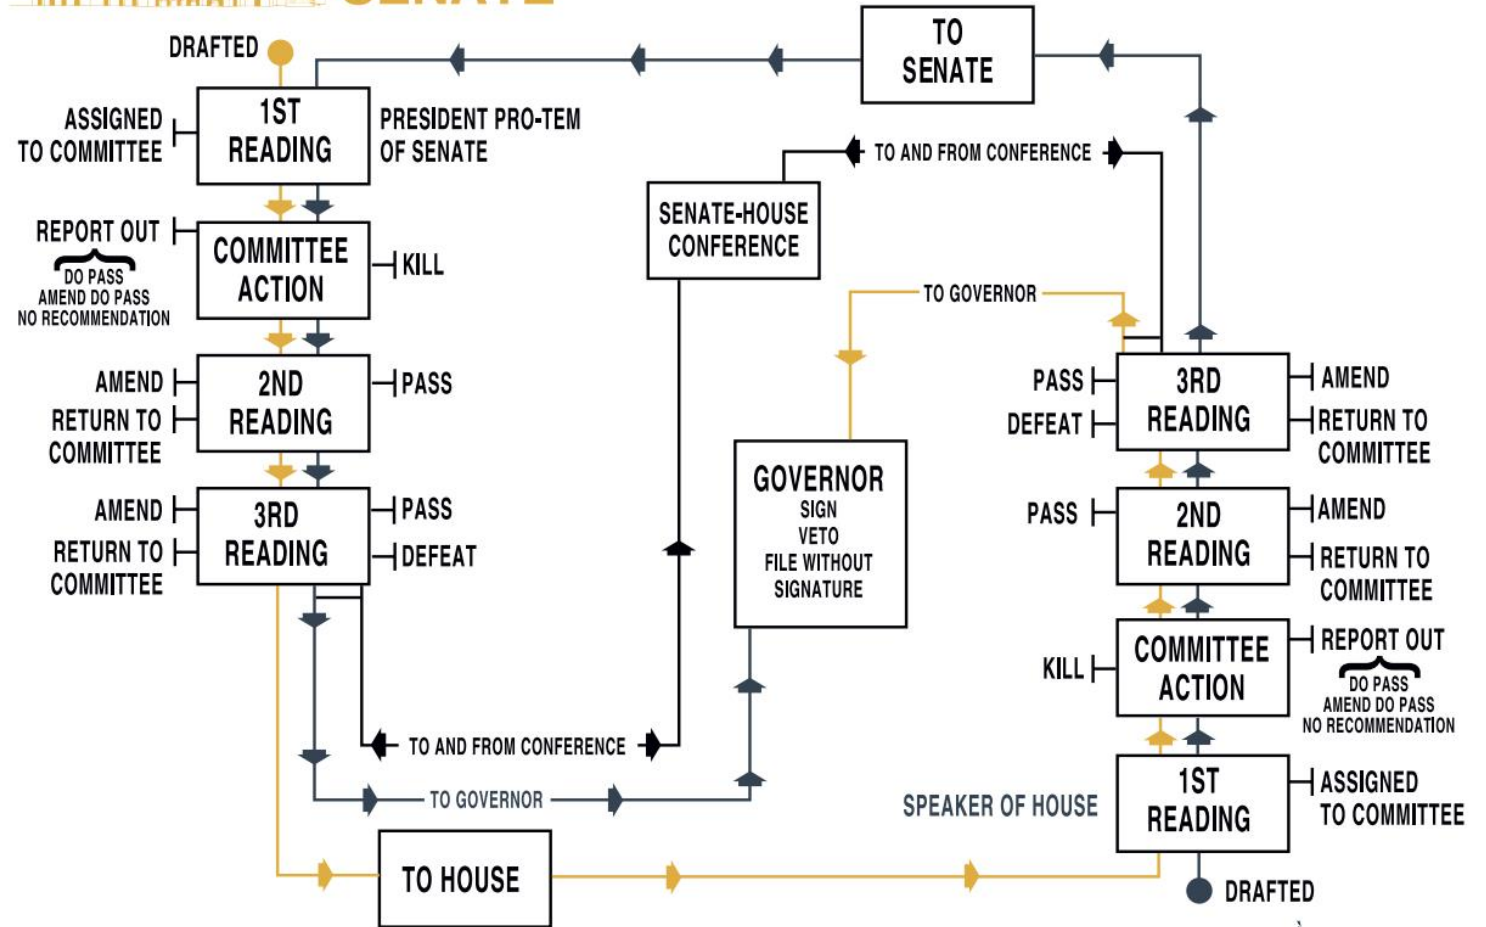 SENATE
DRAFTED
TO
SENATE
ASSIGNED
TO COMMITTEE
1ST
READING
PRESIDENT PRO-TEM
OF SENATE
TO AND FROM CONFERENCE
REPORT OUT
DO PASS
AMEND DO PASS
NO RECOMMENDATION
COMMITTEE
ACTION
KILL
SENATE-HOUSE
CONFERENCE
TO GOVERNOR
AMEND
RETURN TO
COMMITTEE
2ND
READING
PASS
PASS
DEFEAT
3RD
READING
AMEND
RETURN TO
COMMITTEE
AMEND
RETURN TO
COMMITTEE
3RD
READING
PASS
DEFEAT
GOVERNOR
SIGN
VETO
FILE WITHOUT
SIGNATURE
PASS
2ND
READING
AMEND
RETURN TO
COMMITTEE
KILL
COMMITTEE
ACTION
REPORT OUT
DO PASS
AMEND DO PASS
NO RECOMMENDATION
TO AND FROM CONFERENCE
TO GOVERNOR
SPEAKER OF HOUSE
1ST
READING
ASSIGNED
TO COMMITTEE
TO HOUSE
DRAFTED